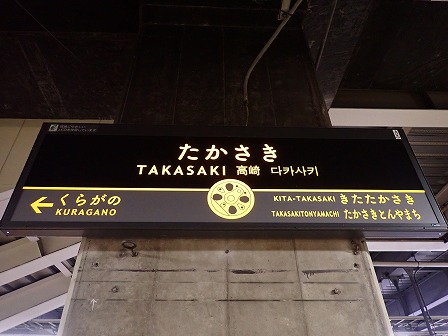 たかさき
TAKASAKI 高崎 다카사키
←くらがの
KURAGANO
KITA-TAKASAKI きたたかさき
TAKASAKITONYAMACHI たかさきとんやまち